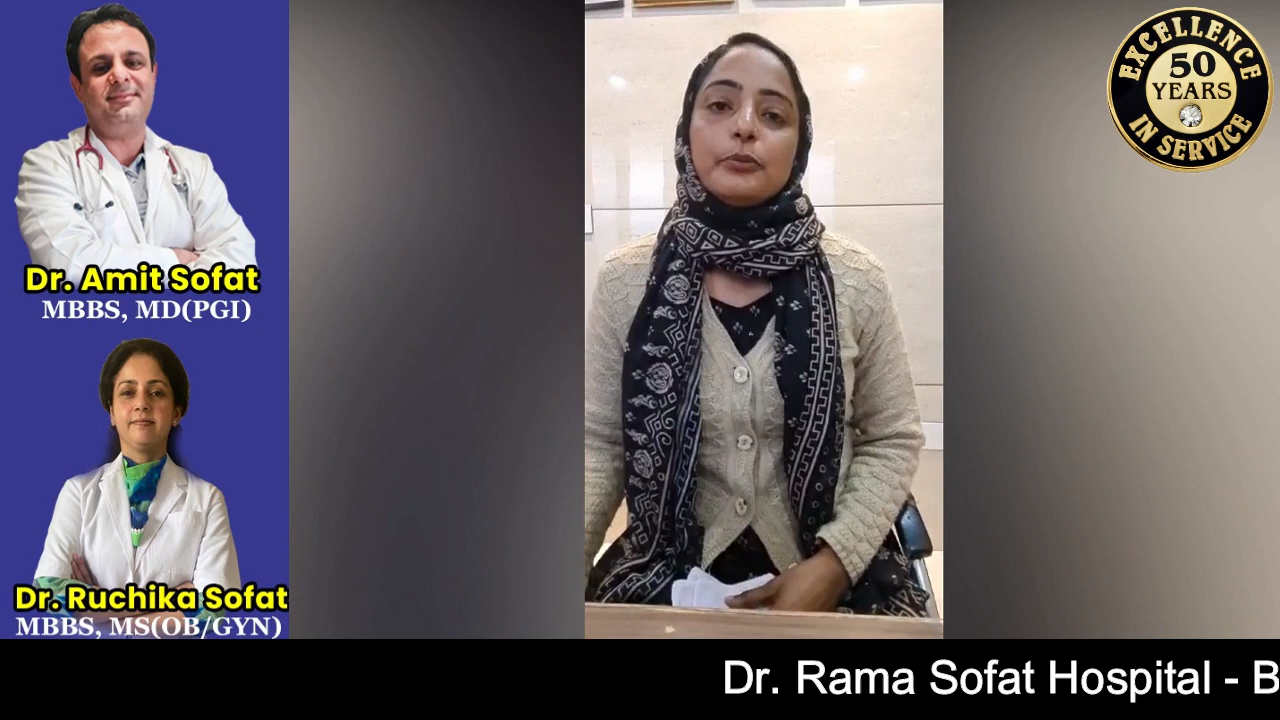 Dr. Amit Sofat
MBBS, MD(PGI)
Dr. Ruchika Sofat
MBBS, MS(OB/GYN)
EXCELLENCE
50
YEARS
IN SERVICE
Dr. Rama Sofat Hospital - B